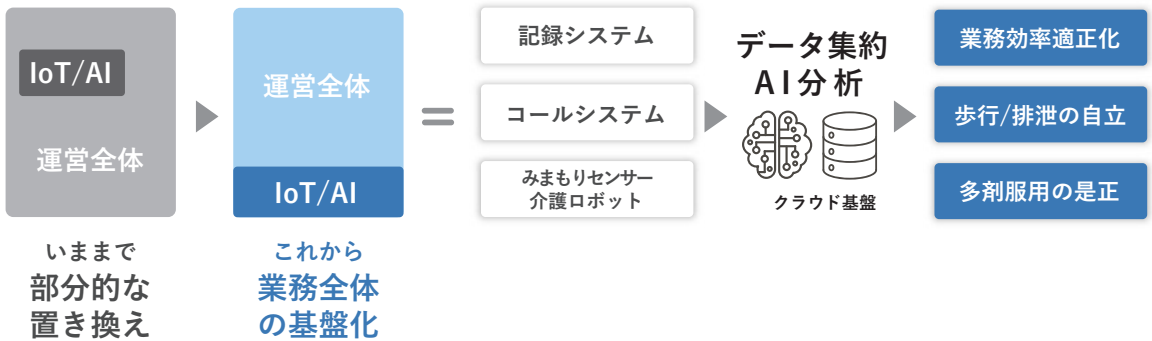 IoT/AI
運営全体
いままで
部分的な
置き換え
運営全体
IoT/AI
これから
業務全体
の基盤化
=
記録システム
コールシステム
みまもりセンサー
介護ロボット
データ集約
AI分析
クラウド基盤
業務効率適正化
歩行/排泄の自立
多剤服用の是正